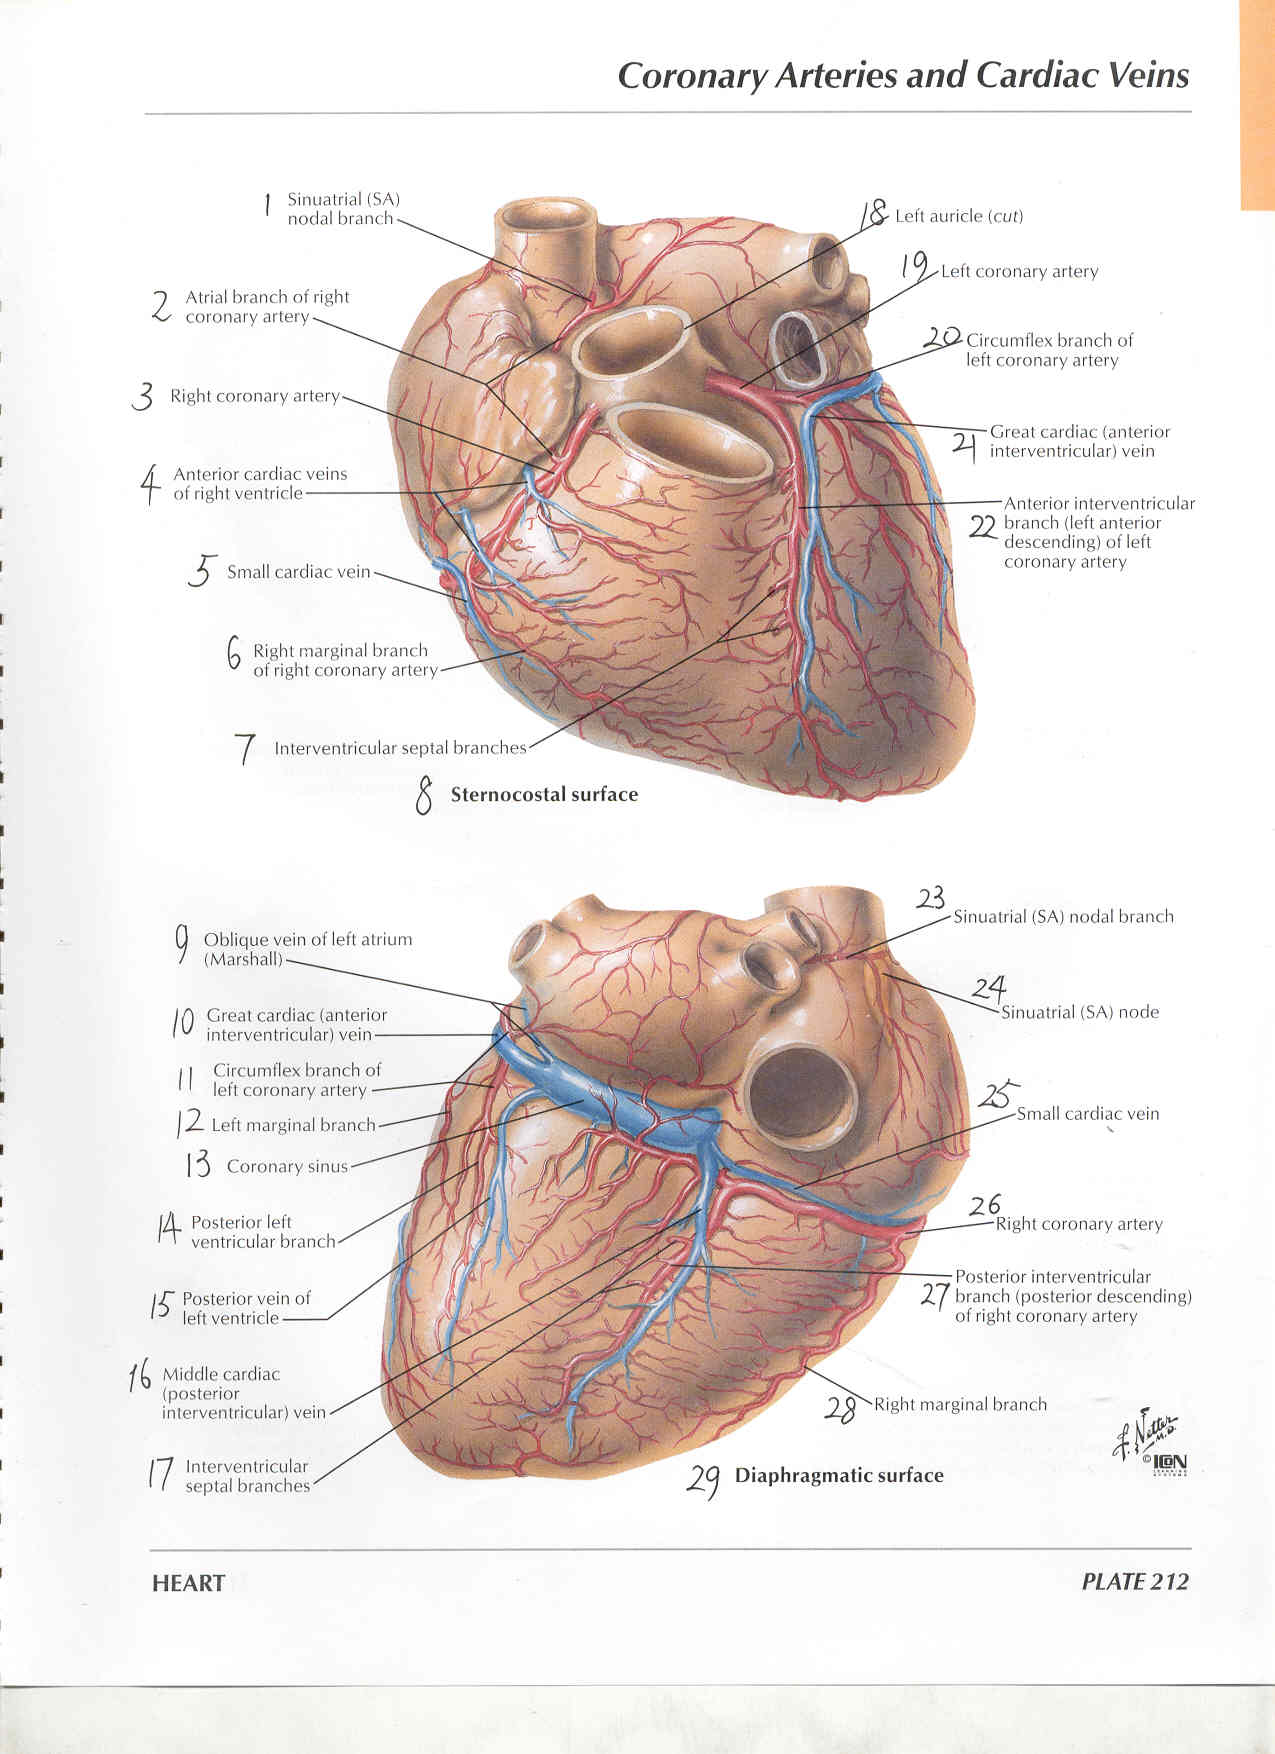 Coronary Arteries and Cardiac Veins
1 Sinuatrial (SA)
nodal branch
2 Atrial branch of right
coronary artery
3 Right coronary artery
4 Anterior cardiac veins
of right ventricle
5 Small cardiac vein
6 Right marginal branch
of right coronary artery
7 Interventricular septal branches
8 Sternocostal surface
18 Left auricle (cut)
19 Left coronary artery
20 Circumflex branch of
left coronary artery
21 Great cardiac (anterior
interventricular) vein
Anterior interventricular
22 branch (left anterior
descending) of left
coronary artery
9 Oblique vein of left atrium
(Marshall)
10 Great cardiac (anterior
interventricular) vein
11 Circumflex branch of
left coronary artery
12 Left marginal branch
13 Coronary sinus
14 Posterior left
ventricular branch
15 Posterior vein of
left ventricle
16 Middle cardiac
(posterior
interventricular) vein
17 Interventricular
septal branches
23
Sinuatrial (SA) nodal branch
24
Sinuatrial (SA) node
25
Small cardiac vein
26
Right coronary artery
Posterior interventricular
27 branch (posterior descending)
of right coronary artery
28 Right marginal branch
29 Diaphragmatic surface
F. Netter
M.D.
© ICON
LEARNING
SYSTEMS
HEART
PLATE 212